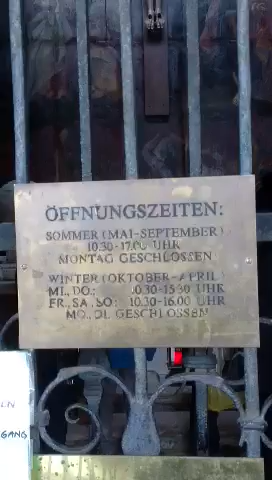 ÖFFNUNGSZEITEN:
SOMMER (MAI-SEPTEMBER)
10.30-17.00 UHR
MONTAG GESCHLOSSEN
WINTER (OKTOBER-APRIL)
MI., DO.: 10.30-15.30 UHR
FR., SA., SO: 10.30-16.00 UHR
MO., DI. GESCHLOSSEN
GANG